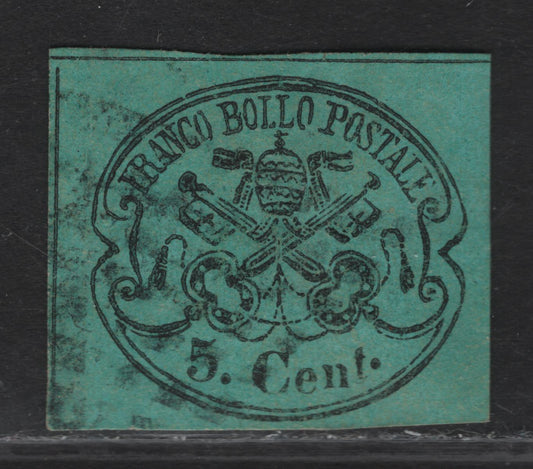 FRANCO BOLLO POSTALE
5. Cent.